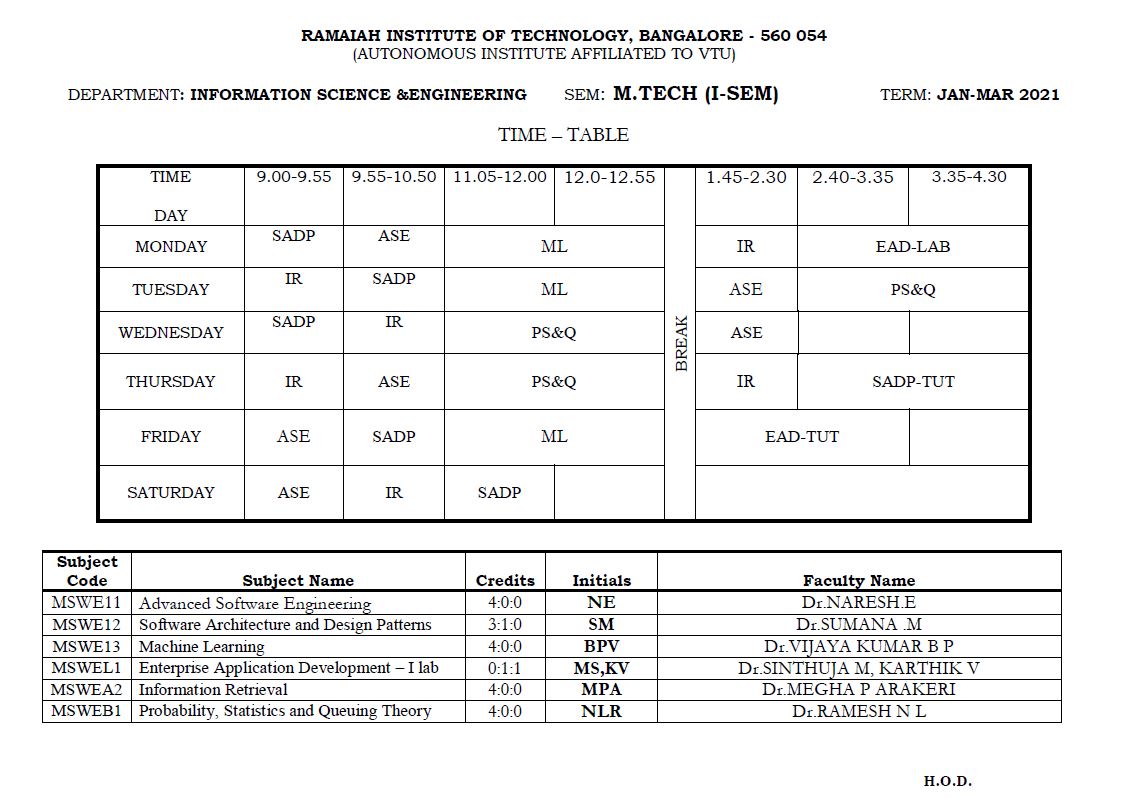 RAMAIAH INSTITUTE OF TECHNOLOGY, BANGALORE - 560 054
(AUTONOMOUS INSTITUTE AFFILIATED TO VTU)
DEPARTMENT: INFORMATION SCIENCE &ENGINEERING SEM: M.TECH (I-SEM) TERM: JAN-MAR 2021
TIME – TABLE
TIME 9.00-9.55 9.55-10.50 11.05-12.00 12.0-12.55 1.45-2.30 2.40-3.35 3.35-4.30
DAY
MONDAY SADP ASE ML IR EAD-LAB
TUESDAY IR SADP ML ASE PS&Q
WEDNESDAY SADP IR PS&Q ASE
BREAK
THURSDAY IR ASE PS&Q IR SADP-TUT
FRIDAY ASE SADP ML EAD-TUT
SATURDAY ASE IR SADP
Subject Code Subject Name Credits Initials Faculty Name
MSWE11 Advanced Software Engineering 4:0:0 NE Dr.NARESH.E
MSWE12 Software Architecture and Design Patterns 3:1:0 SM Dr.SUMANA .M
MSWE13 Machine Learning 4:0:0 BPV Dr.VIJAYA KUMAR B P
MSWEL1 Enterprise Application Development – I lab 0:1:1 MS,KV Dr.SINTHUJA M, KARTHIK V
MSWEA2 Information Retrieval 4:0:0 MPA Dr.MEGHA P ARAKERI
MSWEB1 Probability, Statistics and Queuing Theory 4:0:0 NLR Dr.RAMESH N L
H.O.D.